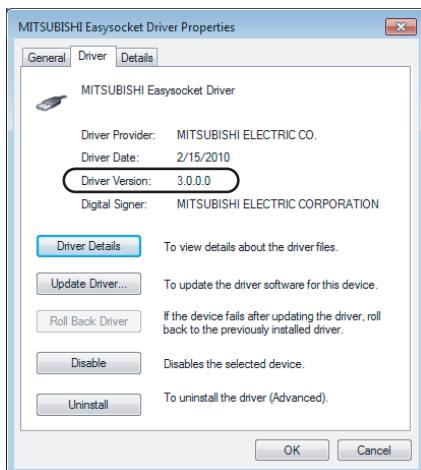 MITSUBISHI Easysocket Driver Properties
General Driver Details
MITSUBISHI Easysocket Driver
Driver Provider: MITSUBISHI ELECTRIC CO.
Driver Date: 2/15/2010
Driver Version: 3.0.0.0
Digital Signer: MITSUBISHI ELECTRIC CORPORATION
Driver Details To view details about the driver files.
Update Driver... To update the driver software for this device.
Roll Back Driver If the device fails after updating the driver, roll
back to the previously installed driver.
Disable Disables the selected device.
Uninstall To uninstall the driver (Advanced).
OK Cancel